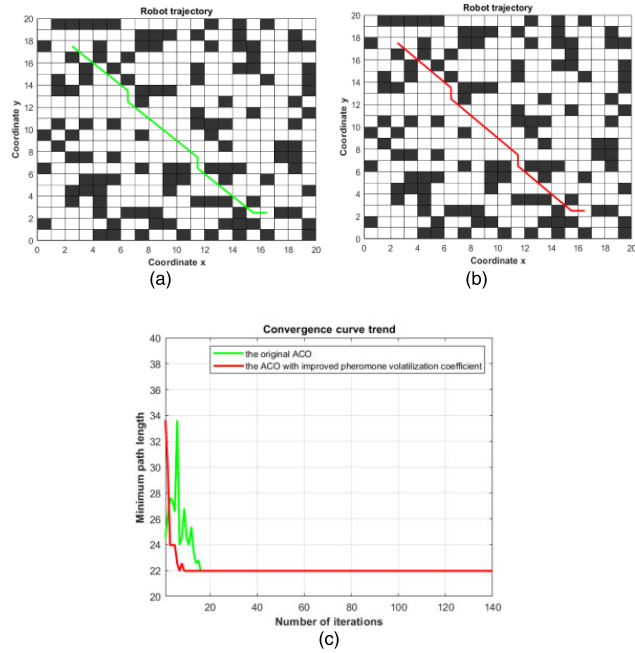 Robot trajectory
20
18
16
14
12
10
8
6
4
2
0
Coordinate y
0 2 4 6 8 10 12 14 16 18 20
Coordinate x
(a)
Robot trajectory
20
18
16
14
12
10
8
6
4
2
0
Coordinate y
0 2 4 6 8 10 12 14 16 18 20
Coordinate x
(b)
Convergence curve trend
40
38
36
34
32
30
28
26
24
22
20
Minimum path length
the original ACO
the ACO with improved pheromone volatilization coefficient
20 40 60 80 100 120 140
Number of iterations
(c)